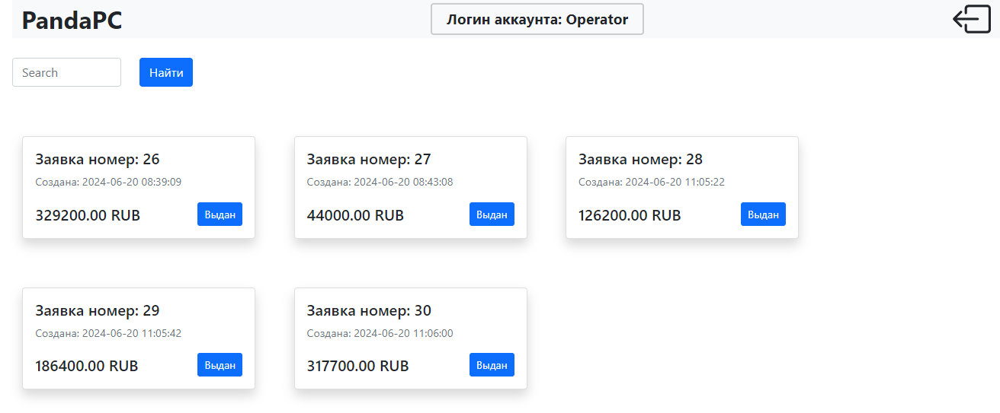 PandaPC
Логин аккаунта: Operator
Search
Найти
Заявка номер: 26
Создана: 2024-06-20 08:39:09
329200.00 RUB
Выдан
Заявка номер: 27
Создана: 2024-06-20 08:43:08
44000.00 RUB
Выдан
Заявка номер: 28
Создана: 2024-06-20 11:05:22
126200.00 RUB
Выдан
Заявка номер: 29
Создана: 2024-06-20 11:05:42
186400.00 RUB
Выдан
Заявка номер: 30
Создана: 2024-06-20 11:06:00
317700.00 RUB
Выдан